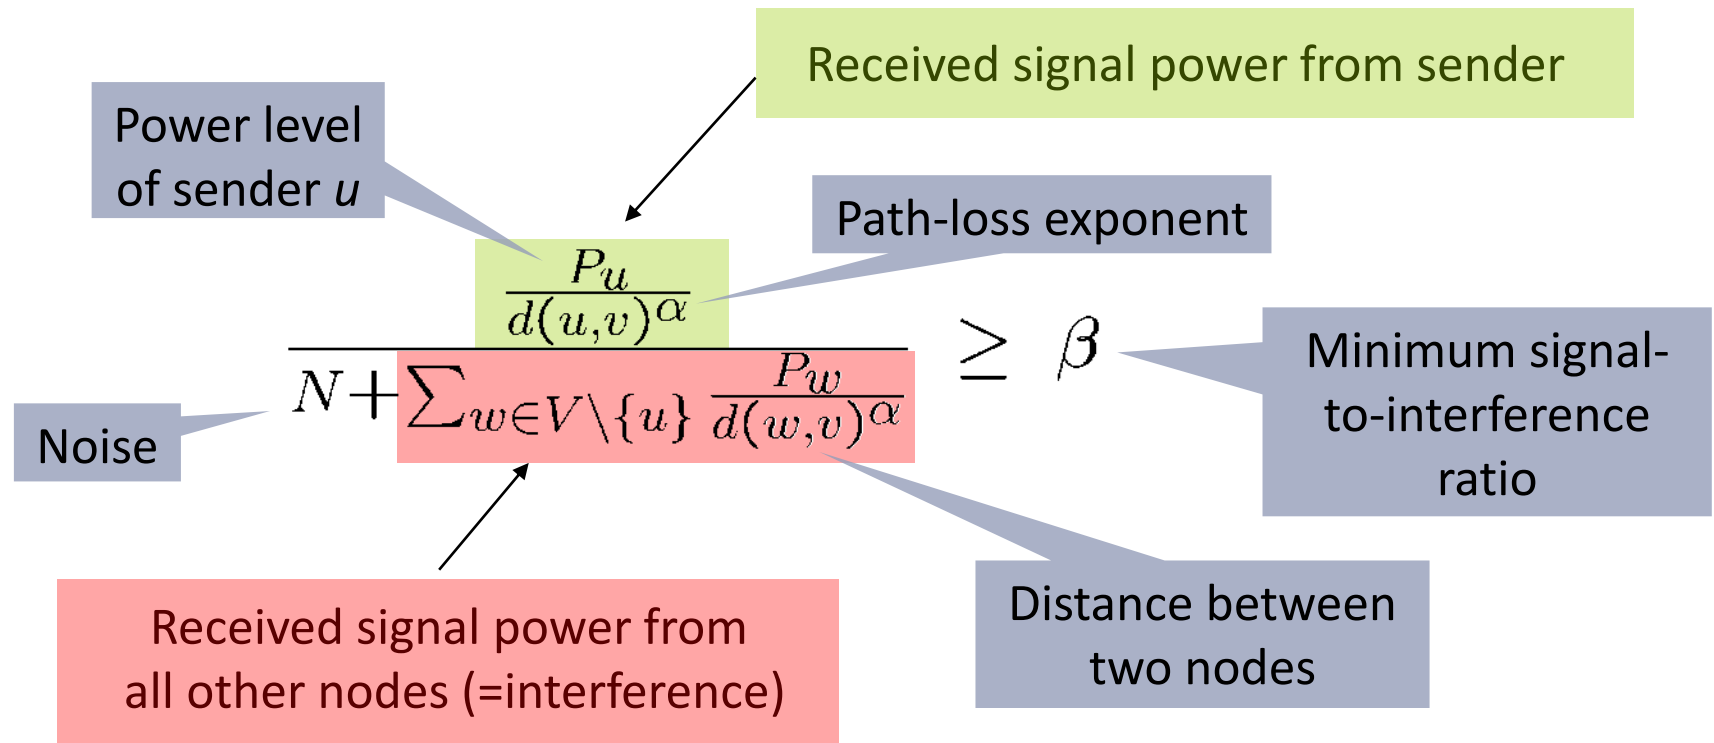 Received signal power from sender
Power level
of sender u
Path-loss exponent
P_u
d(u,v)^α
N+∑_{w∈V\{u}} P_w
d(w,v)^α
≥ β
Minimum signal-
to-interference
ratio
Noise
Received signal power from
all other nodes (=interference)
Distance between
two nodes